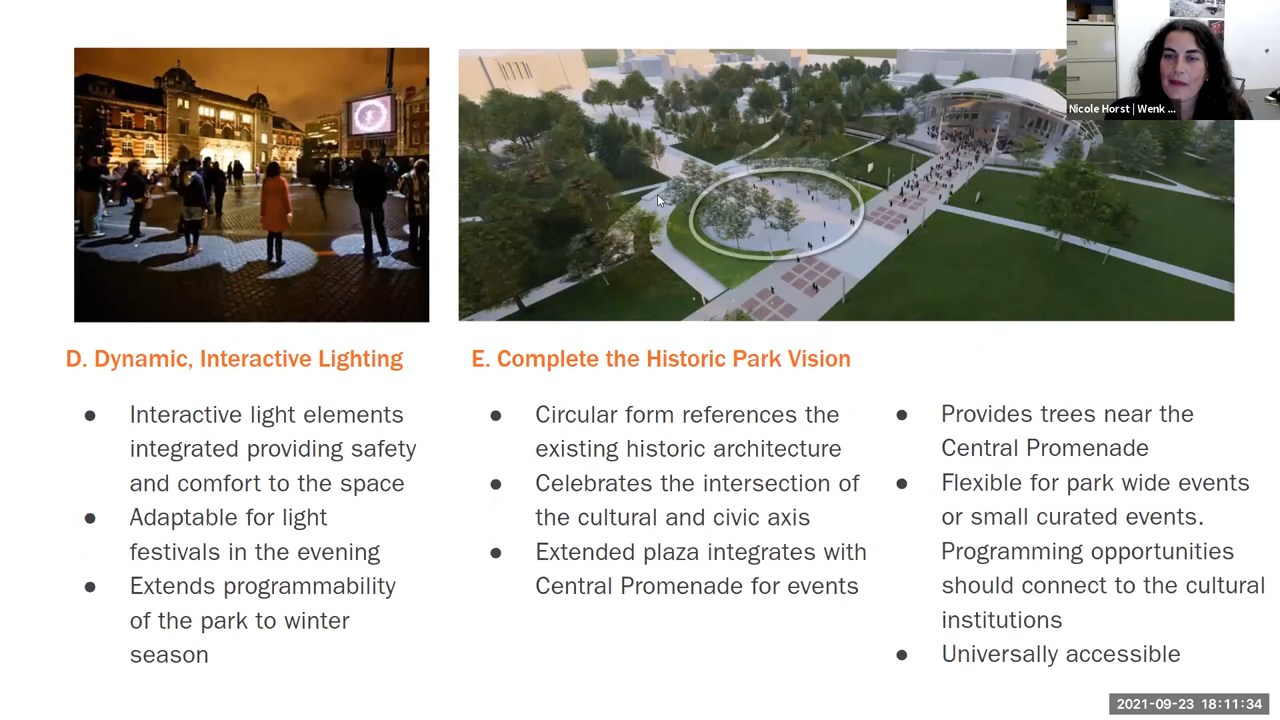 Nicole Horst | Wenk ...
D. Dynamic, Interactive Lighting
● Interactive light elements
integrated providing safety
and comfort to the space
● Adaptable for light
festivals in the evening
● Extends programmability
of the park to winter
season
E. Complete the Historic Park Vision
● Circular form references the
existing historic architecture
● Celebrates the intersection of
the cultural and civic axis
● Extended plaza integrates with
Central Promenade for events
● Provides trees near the
Central Promenade
● Flexible for park wide events
or small curated events.
Programming opportunities
should connect to the cultural
institutions
● Universally accessible
2021-09-23 18:11:34